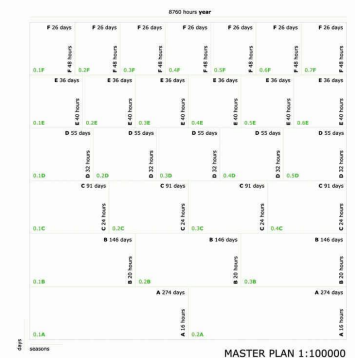 8760 hours year
F 26 days F 26 days F 26 days F 26 days F 26 days F 26 days F 26 days
F 48 hours F 48 hours F 48 hours F 48 hours F 48 hours F 48 hours F 48 hours
0.1F 0.2F 0.3F 0.4F 0.5F 0.6F 0.7F
E 36 days E 36 days E 36 days E 36 days E 36 days E 36 days
E 40 hours E 40 hours E 40 hours E 40 hours E 40 hours E 40 hours
0.1E 0.2E 0.3E 0.4E 0.5E 0.6E
D 55 days D 55 days D 55 days D 55 days D 55 days
D 32 hours D 32 hours D 32 hours D 32 hours D 32 hours
0.1D 0.2D 0.3D 0.4D 0.5D
C 91 days C 91 days C 91 days C 91 days
C 24 hours C 24 hours C 24 hours C 24 hours
0.1C 0.2C 0.3C 0.4C
B 146 days B 146 days B 146 days
B 20 hours B 20 hours B 20 hours
0.1B 0.2B 0.3B
A 274 days A 274 days
A 16 hours A 16 hours
0.1A 0.2A
days
seasons
MASTER PLAN 1:100000